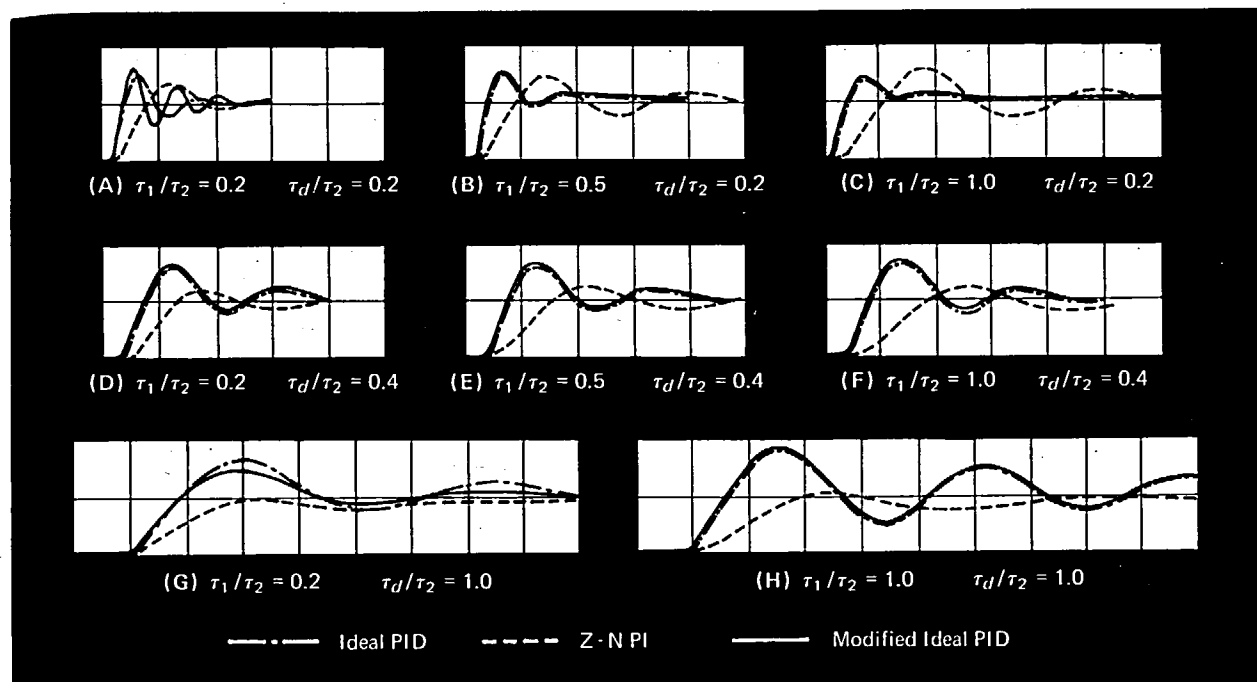 (A) τ₁/τ₂ = 0.2 τd/τ₂ = 0.2
(B) τ₁/τ₂ = 0.5 τd/τ₂ = 0.2
(C) τ₁/τ₂ = 1.0 τd/τ₂ = 0.2
(D) τ₁/τ₂ = 0.2 τd/τ₂ = 0.4
(E) τ₁/τ₂ = 0.5 τd/τ₂ = 0.4
(F) τ₁/τ₂ = 1.0 τd/τ₂ = 0.4
(G) τ₁/τ₂ = 0.2 τd/τ₂ = 1.0
(H) τ₁/τ₂ = 1.0 τd/τ₂ = 1.0
Ideal PID Z-N PI Modified Ideal PID